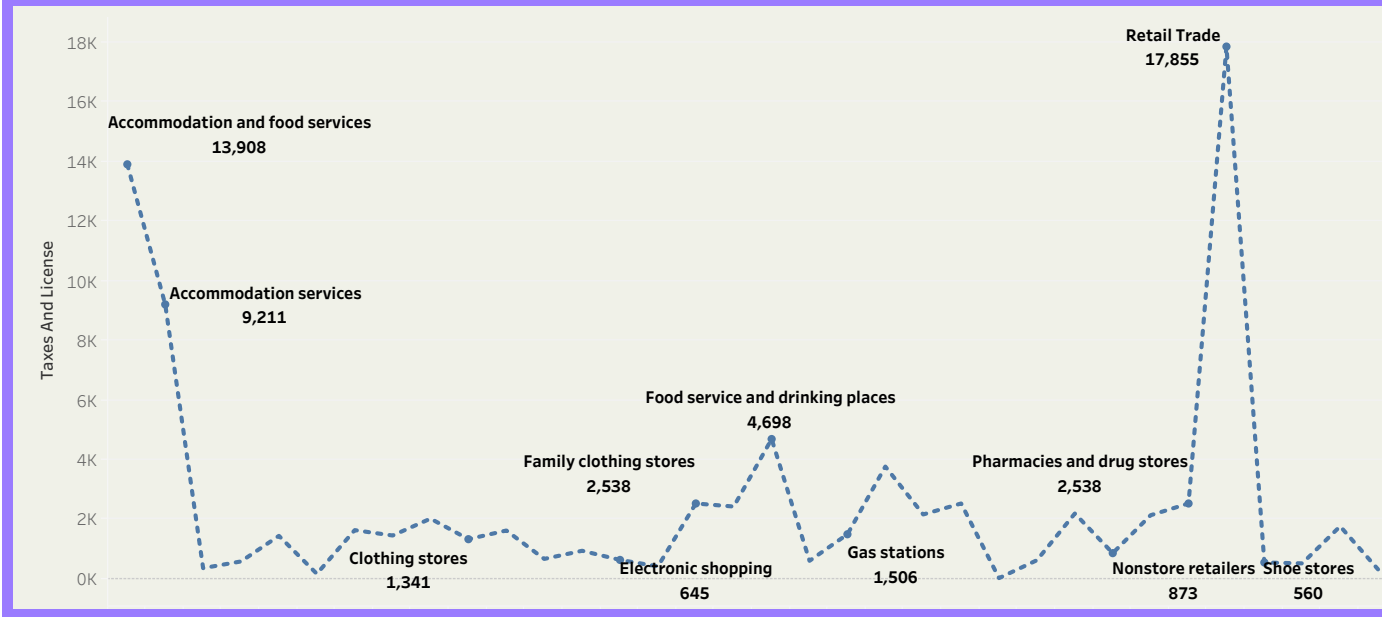 18K
16K
14K
12K
10K
8K
6K
4K
2K
0K
Taxes And License
Accommodation and food services
13,908
Accommodation services
9,211
Clothing stores
1,341
Electronic shopping
645
Family clothing stores
2,538
Food service and drinking places
4,698
Gas stations
1,506
Nonstore retailers
873
Pharmacies and drug stores
2,538
Retail Trade
17,855
Shoe stores
560